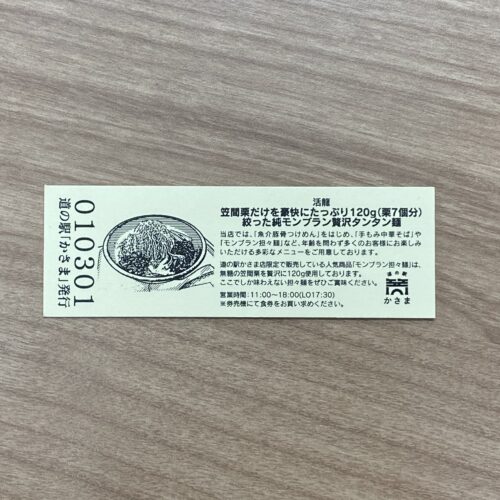 010301
道の駅「かさま」発行
活龍
笠間栗だけを豪快にたっぷり120g(栗7個分)
絞った純モンブラン贅沢タンタン麺
当店では、「魚介豚骨つけめん」をはじめ、「手もみ中華そば」や
「モンブラン担々麺」など、年齢を問わず多くのお客様にお楽しみ
いただける多彩なメニューをご用意しております。
道の駅かさま店限定で販売している人気商品「モンブラン担々麺」は、
無糖の笠間栗を贅沢に120g使用しております。
ここでしか味わえない担々麺をぜひご賞味ください。
営業時間:11:00~18:00(LO17:30)
※券売機にて食券をお買い求めください。
道の駅
かさま